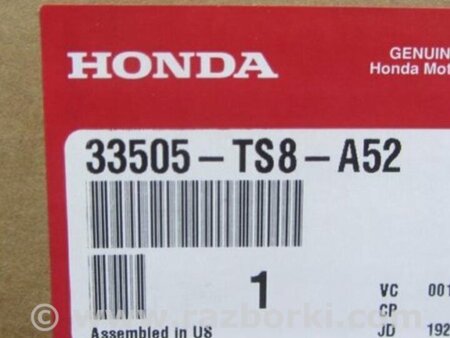 HONDA
GENUIN
Honda Mot
33505-TS8-A52
1
VC 001
CP
Assembled in US
JD 192
© www.razborki.com